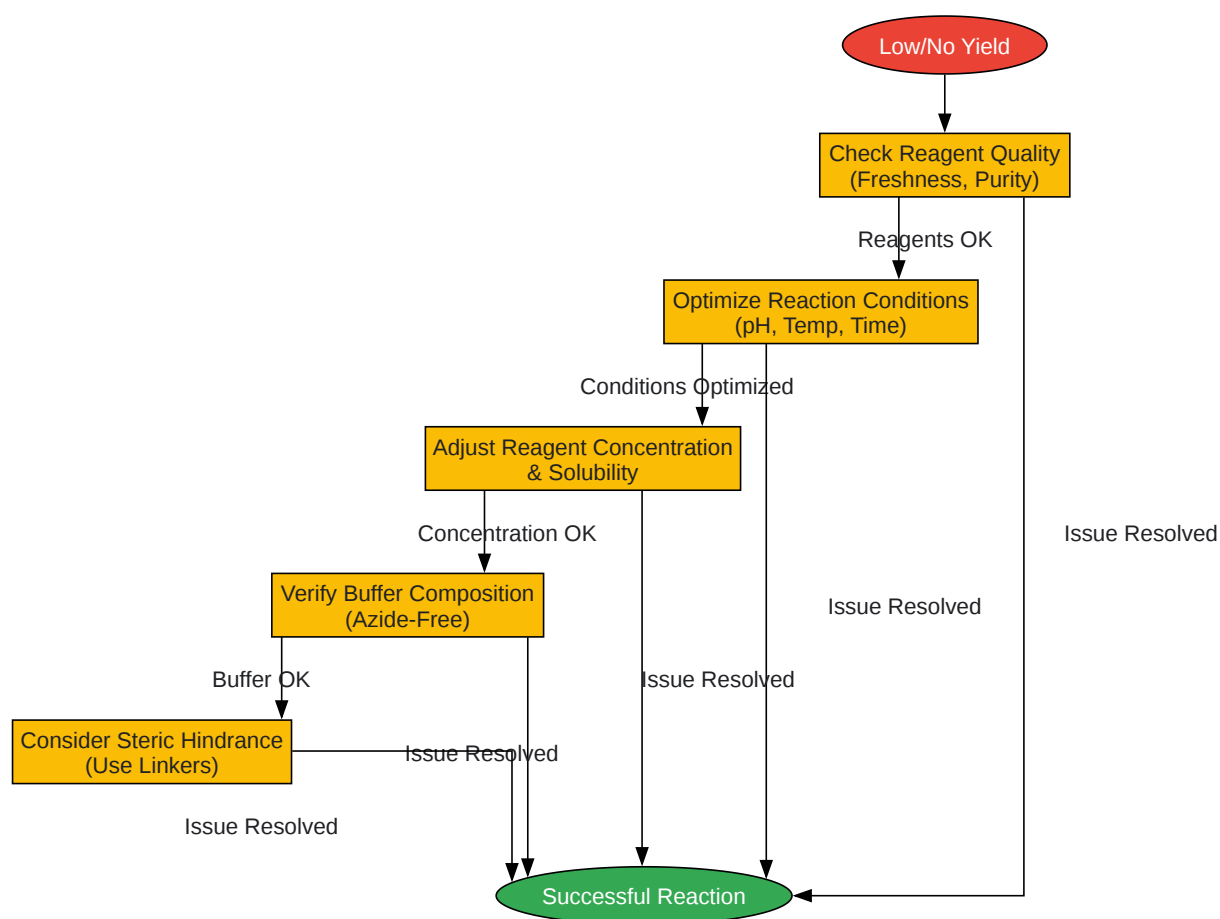 Low/No Yield
Check Reagent Quality
(Freshness, Purity)
Reagents OK
Optimize Reaction Conditions
(pH, Temp, Time)
Conditions Optimized
Adjust Reagent Concentration
& Solubility
Concentration OK
Issue Resolved
Verify Buffer Composition
(Azide-Free)
Issue Resolved
Buffer OK
Issue Resolved
Consider Steric Hindrance
(Use Linkers)
Issue Resolved
Issue Resolved
Successful Reaction